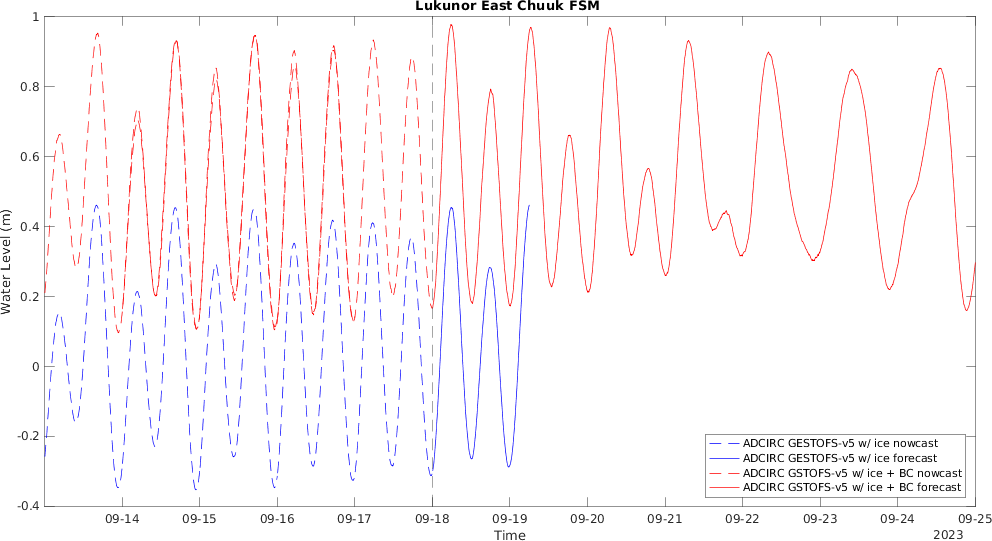 Lukunor East Chuuk FSM
1
0.8
0.6
0.4
0.2
0
-0.2
-0.4
Water Level (m)
ADCIRC GESTOFS-v5 w/ ice nowcast
ADCIRC GESTOFS-v5 w/ ice forecast
ADCIRC GSTOFS-v5 w/ ice + BC nowcast
ADCIRC GSTOFS-v5 w/ ice + BC forecast
09-14 09-15 09-16 09-17 09-18 09-19 09-20 09-21 09-22 09-23 09-24 09-25
Time
2023